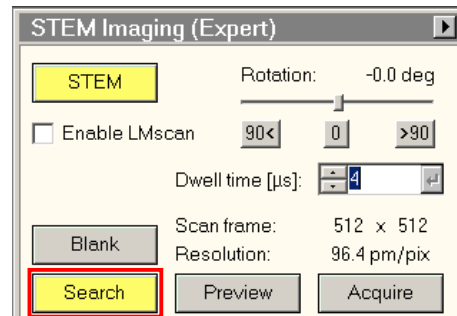 STEM Imaging (Expert)
STEM Rotation: -0.0 deg
Enable LMscan 90< 0 >90
Dwell time [µs]: 4
Scan frame: 512 x 512
Blank
Resolution: 96.4 pm/pix
Search Preview Acquire